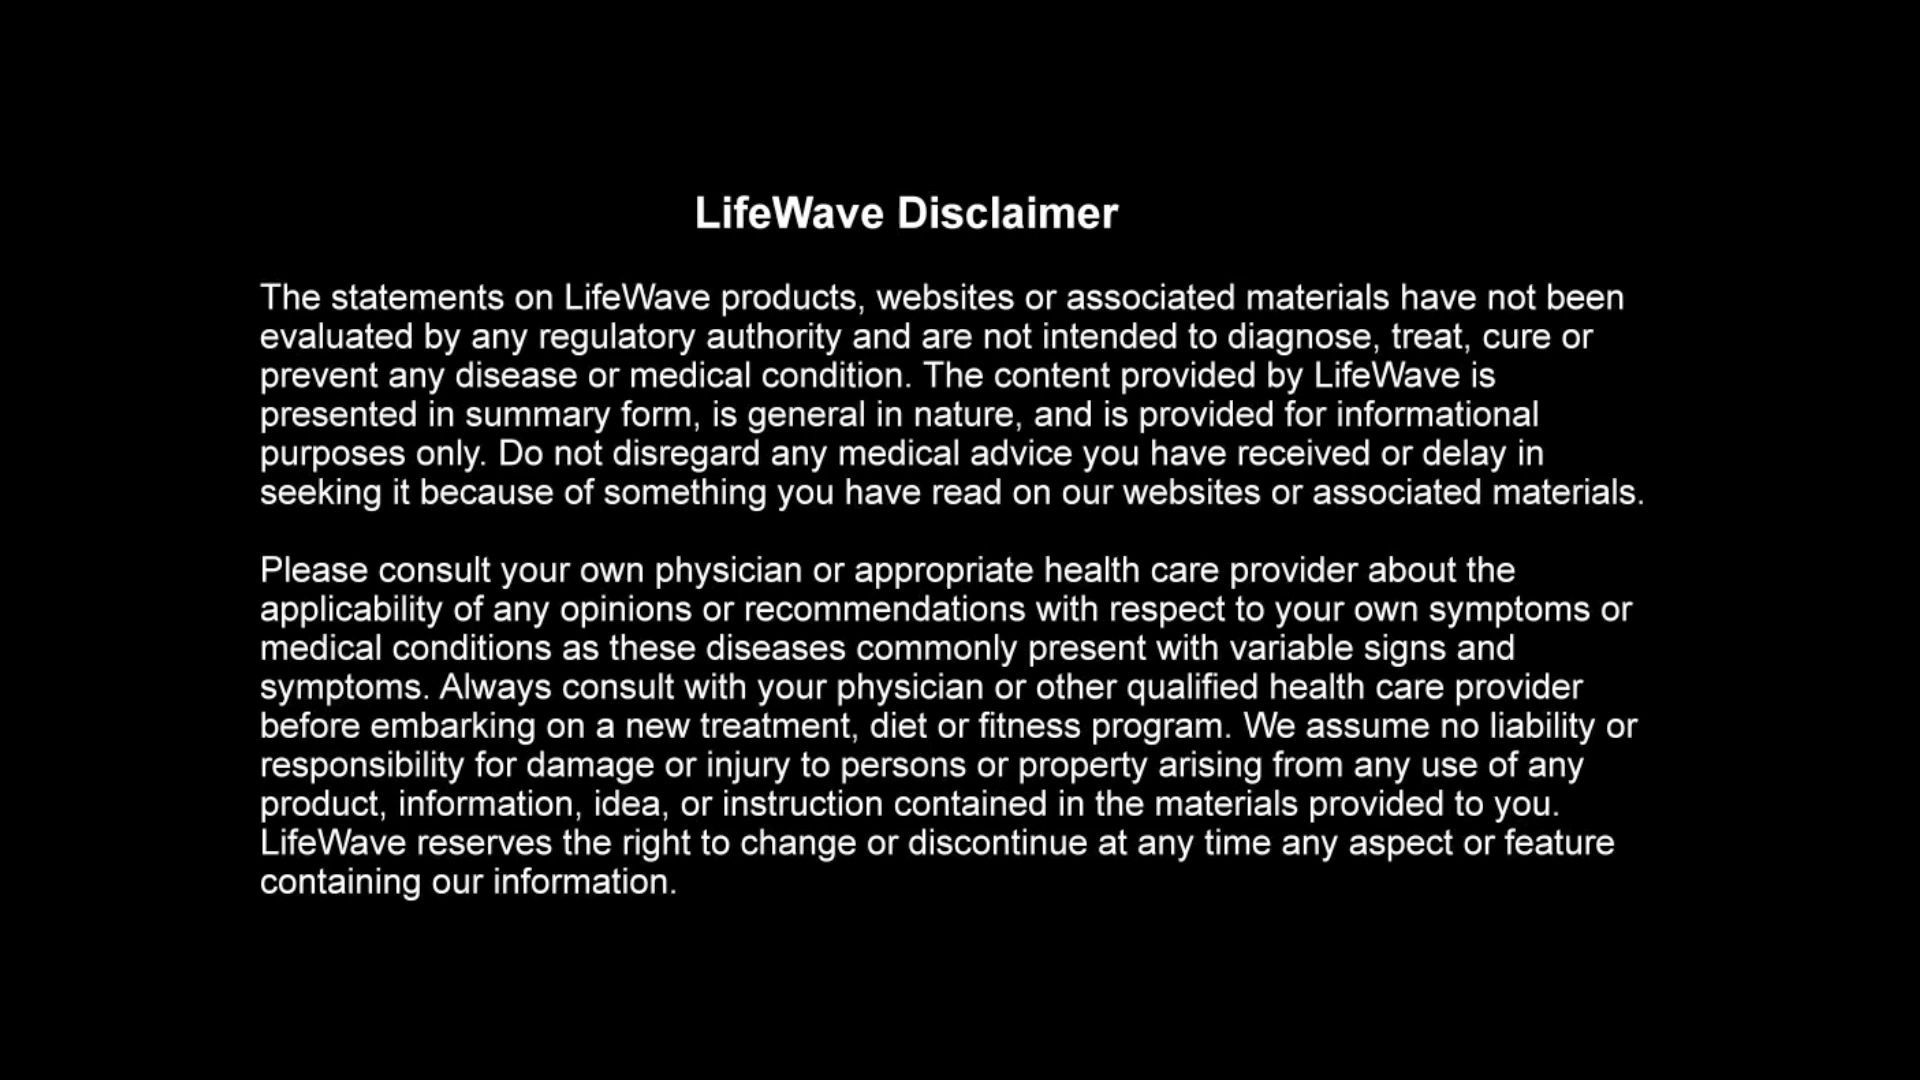 LifeWave Disclaimer
The statements on LifeWave products, websites or associated materials have not been
evaluated by any regulatory authority and are not intended to diagnose, treat, cure or
prevent any disease or medical condition. The content provided by LifeWave is
presented in summary form, is general in nature, and is provided for informational
purposes only. Do not disregard any medical advice you have received or delay in
seeking it because of something you have read on our websites or associated materials.
Please consult your own physician or appropriate health care provider about the
applicability of any opinions or recommendations with respect to your own symptoms or
medical conditions as these diseases commonly present with variable signs and
symptoms. Always consult with your physician or other qualified health care provider
before embarking on a new treatment, diet or fitness program. We assume no liability or
responsibility for damage or injury to persons or property arising from any use of any
product, information, idea, or instruction contained in the materials provided to you.
LifeWave reserves the right to change or discontinue at any time any aspect or feature
containing our information.